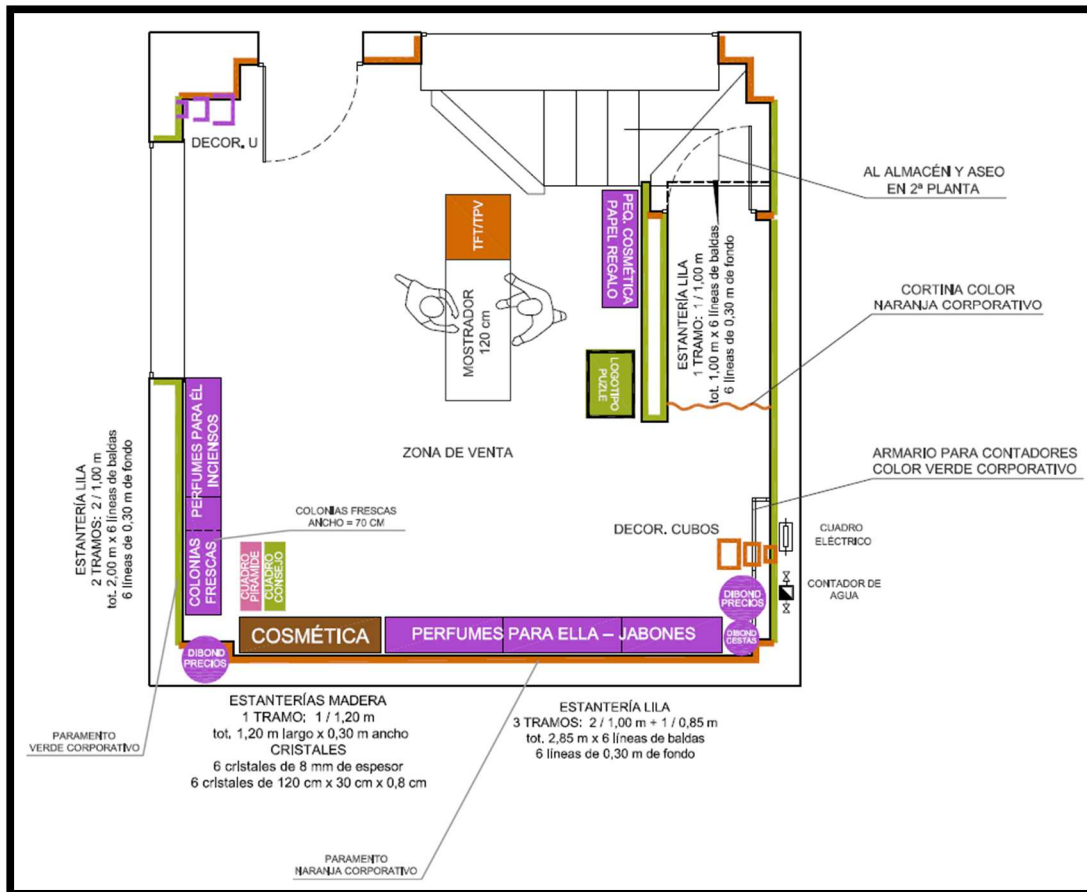 DECOR. U
TFT/TPV
MOSTRADOR
120 cm
PEQ. COSMÉTICA
PAPEL REGALO
ESTANTERÍA LILA
1 TRAMO: 1 / 1,00 m
tot. 1,00 m x 6 líneas de baldas
6 líneas de 0,30 m de fondo
AL ALMACÉN Y ASEO
EN 2ª PLANTA
CORTINA COLOR
NARANJA CORPORATIVO
LOGOTIPO
PUZLE
ZONA DE VENTA
ARMARIO PARA CONTADORES
COLOR VERDE CORPORATIVO
ESTANTERÍA LILA
2 TRAMOS: 2 / 1,00 m
tot. 2,00 m x 6 líneas de baldas
6 líneas de 0,30 m de fondo
PERFUMES PARA ÉL
INCIENSOS
COLONIAS
FRESCAS
COLONIAS FRESCAS
ANCHO = 70 CM
CUADRO
PIRÁMIDE
CUADRO
CONSEJO
DECOR. CUBOS
CUADRO
ELÉCTRICO
CONTADOR DE
AGUA
DIBOND
PRECIOS
DIBOND
CESTAS
DIBOND
PRECIOS
COSMÉTICA
PERFUMES PARA ELLA – JABONES
PARAMENTO
VERDE CORPORATIVO
ESTANTERÍAS MADERA
1 TRAMO: 1 / 1,20 m
tot. 1,20 m largo x 0,30 m ancho
CRISTALES
6 cristales de 8 mm de espesor
6 cristales de 120 cm x 30 cm x 0,8 cm
ESTANTERÍA LILA
3 TRAMOS: 2 / 1,00 m + 1 / 0,85 m
tot. 2,85 m x 6 líneas de baldas
6 líneas de 0,30 m de fondo
PARAMENTO
NARANJA CORPORATIVO